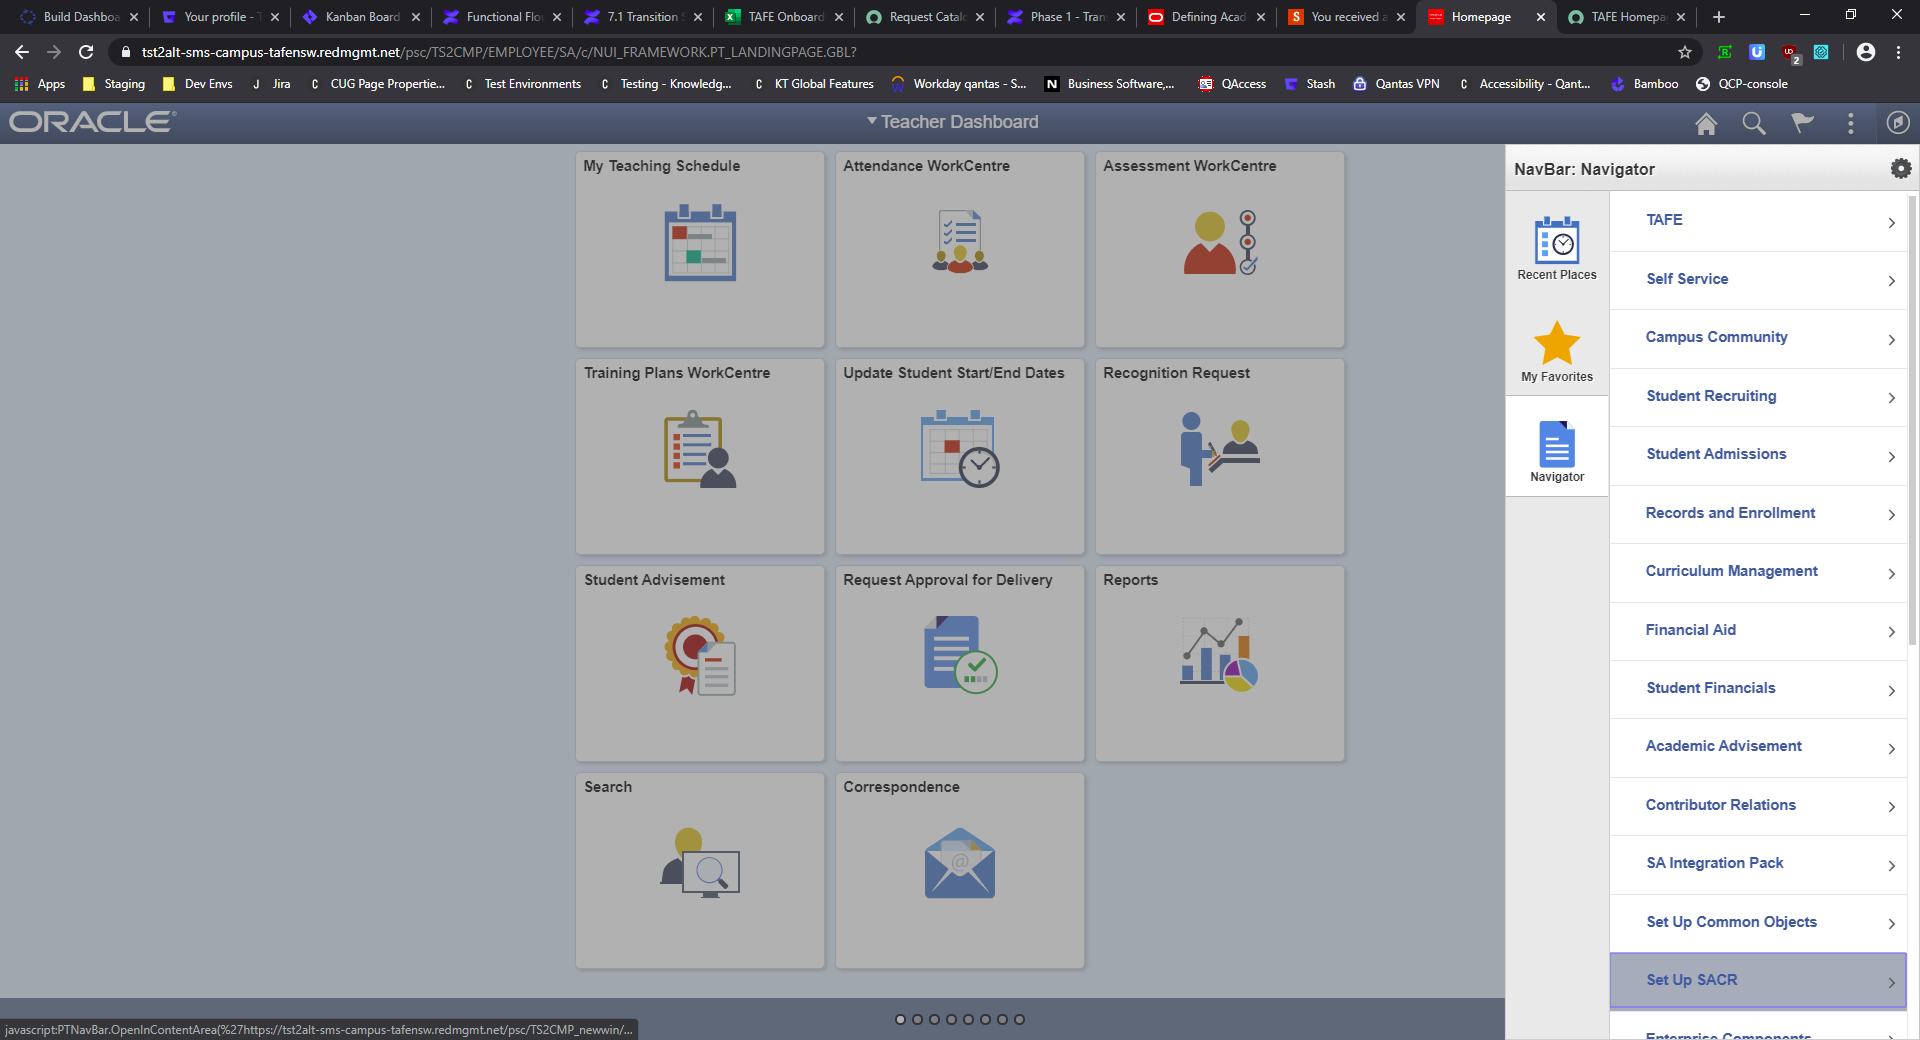 Build Dashboa
Your profile - T
Kanban Board
Functional Flo
7.1 Transition S
TAFE Onboard
Request Catalo
Phase 1 - Tran
Defining Acad
You received a
Homepage
TAFE Homepa
tst2alt-sms-campus-tafensw.redmgmt.net/psc/TS2CMP/EMPLOYEE/SA/c/NUI_FRAMEWORK.PT_LANDINGPAGE.GBL?
2
Apps
Staging
Dev Envs
Jira
CUG Page Propertie...
Test Environments
Testing - Knowledg...
KT Global Features
Workday qantas - S...
Business Software,...
QAccess
Stash
Qantas VPN
Accessibility - Qant...
Bamboo
QCP-console
ORACLE
Teacher Dashboard
My Teaching Schedule
Attendance WorkCentre
Assessment WorkCentre
Training Plans WorkCentre
Update Student Start/End Dates
Recognition Request
Student Advisement
Request Approval for Delivery
Reports
Search
Correspondence
@
NavBar: Navigator
Recent Places
My Favorites
Navigator
TAFE
Self Service
Campus Community
Student Recruiting
Student Admissions
Records and Enrollment
Curriculum Management
Financial Aid
Student Financials
Academic Advisement
Contributor Relations
SA Integration Pack
Set Up Common Objects
Set Up SACR
Enterprise Components
javascript:PTNavBar.OpenInContentArea(%27https://tst2alt-sms-campus-tafensw.redmgmt.net/psc/TS2CMP_newwin/...